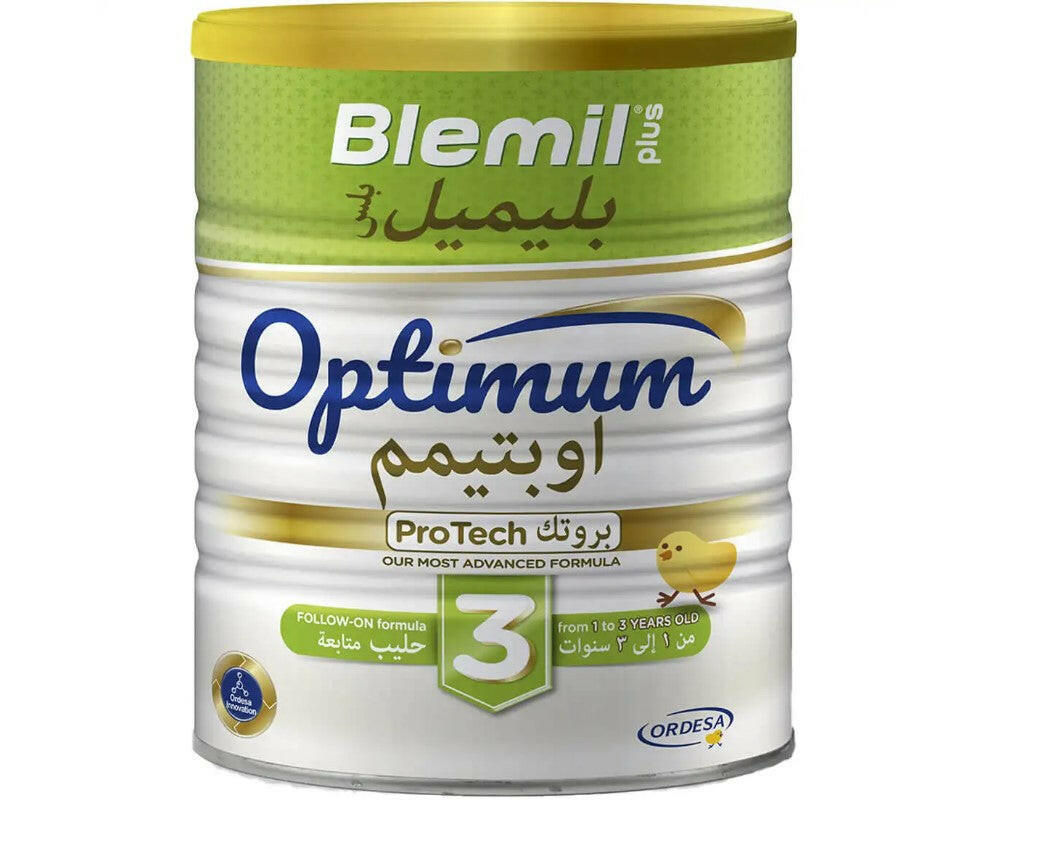 Blemil® plus
بليميل بلس
Optimum
اوبتيمم
ProTech بروتك
OUR MOST ADVANCED FORMULA
3
FOLLOW-ON formula
حليب متابعة
from 1 to 3 YEARS OLD
من ١ إلى ٣ سنوات
Ordesa
Innovation
ORDESA